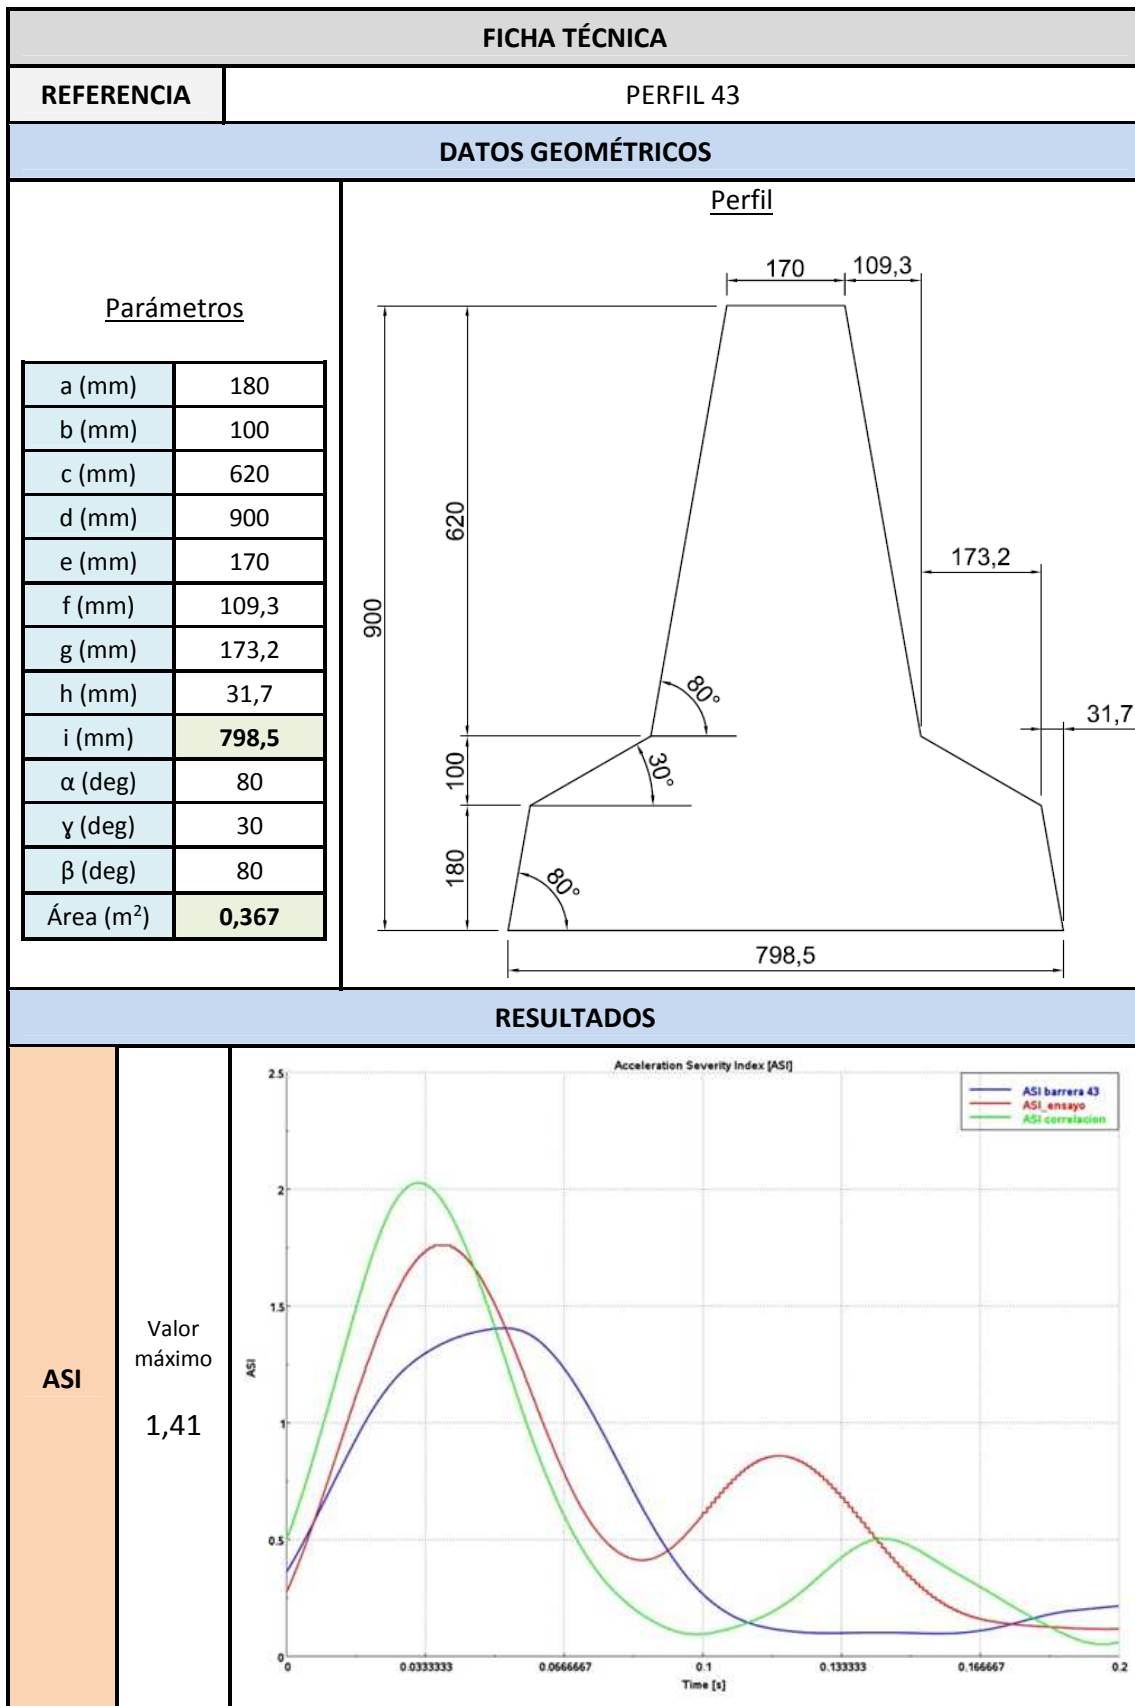 FICHA TÉCNICA
REFERENCIA PERFIL 43
DATOS GEOMÉTRICOS
Parámetros
a (mm) 180
b (mm) 100
c (mm) 620
d (mm) 900
e (mm) 170
f (mm) 109,3
g (mm) 173,2
h (mm) 31,7
i (mm) 798,5
α (deg) 80
ɣ (deg) 30
β (deg) 80
Área (m²) 0,367
Perfil
170 109,3
620
173,2
900
80°
31,7
100 30°
180 80°
798,5
RESULTADOS
ASI
Valor
máximo
1,41
Acceleration Severity Index [ASI]
ASI barrera 43
ASI_ensayo
ASI correlacion
ASI
2.5
2
1.5
1
0.5
0
0 0.0333333 0.0666667 0.1 0.133333 0.166667 0.2
Time [s]